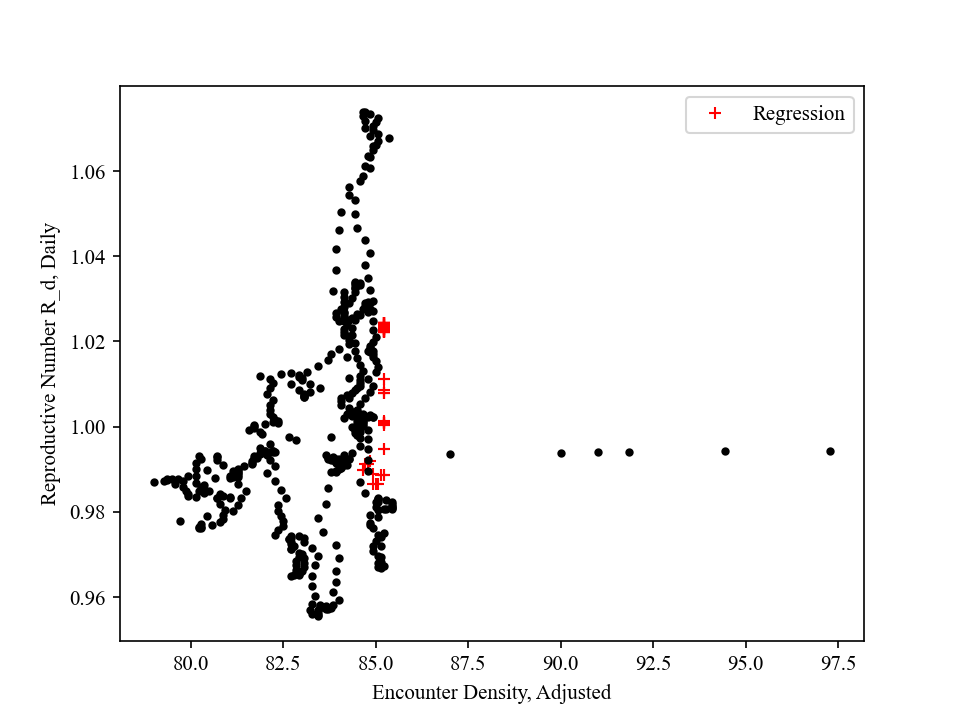 Regression
Reproductive Number R_d, Daily
1.06
1.04
1.02
1.00
0.98
0.96
80.0 82.5 85.0 87.5 90.0 92.5 95.0 97.5
Encounter Density, Adjusted